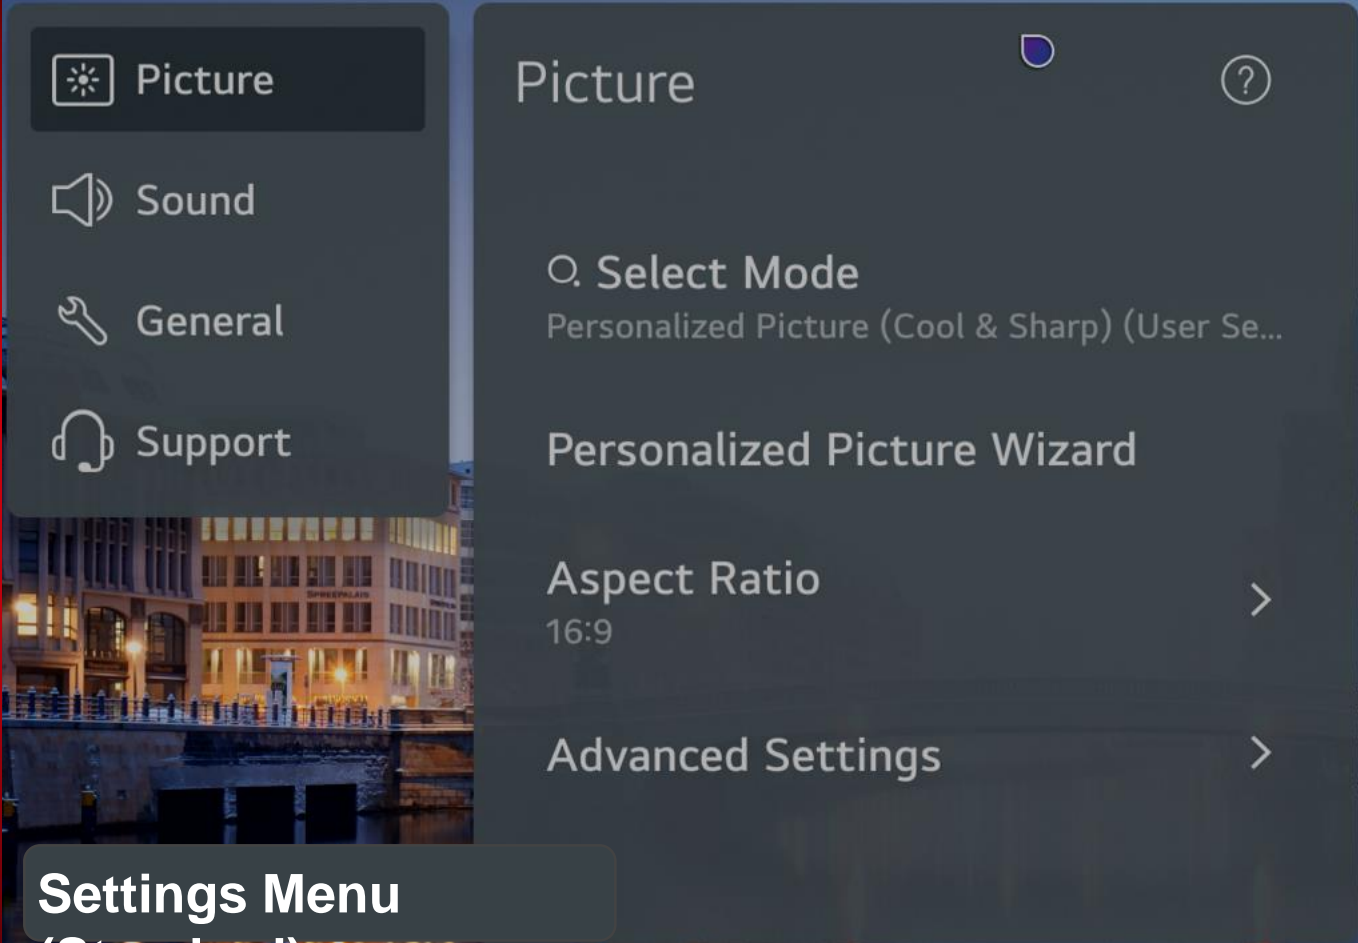 Picture
Sound
General
Support
Picture
?
Select Mode
Personalized Picture (Cool & Sharp) (User Se...
Personalized Picture Wizard
Aspect Ratio
16:9
Advanced Settings
SPREEPALAIS
Settings Menu